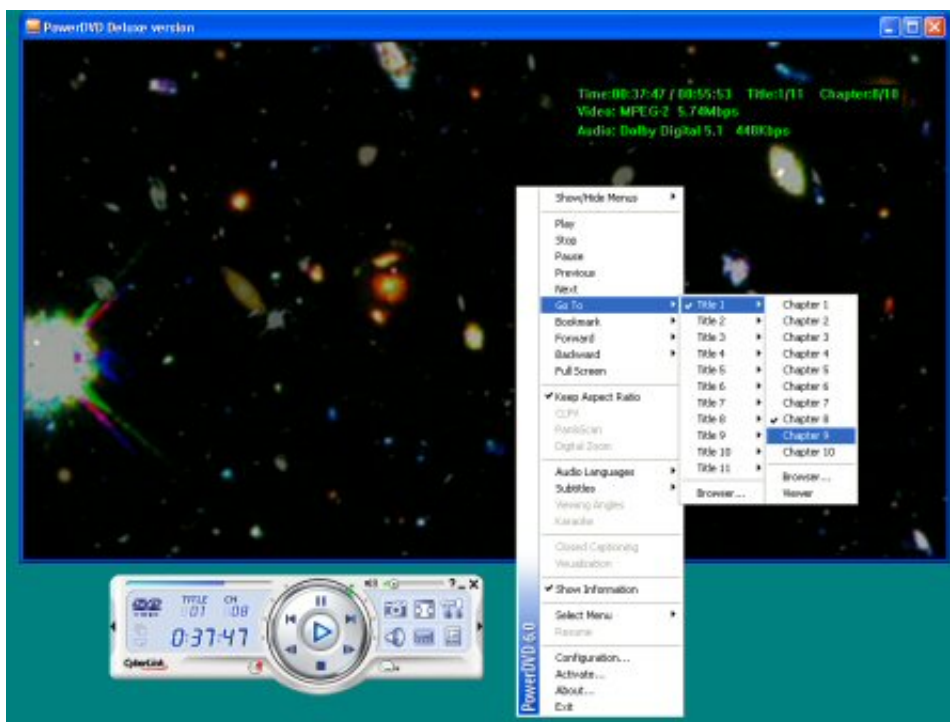 PowerDVD Deluxe version
Time:00:37:47 / 00:55:53 Title:1/11 Chapter:8/10
Video: MPEG-2 5.74Mbps
Audio: Dolby Digital 5.1 448Kbps
Show/Hide Menus
Play
Stop
Pause
Previous
Next
Go To
Bookmark
Forward
Backward
Full Screen
Keep Aspect Ratio
CLPV
Pan&Scan
Digital Zoom
Audio Languages
Subtitles
Viewing Angles
Karaoke
Closed Captioning
Visualization
Show Information
Select Menu
Resume
Configuration...
Activate...
About...
Exit
PowerDVD 6.0
Title 1
Title 2
Title 3
Title 4
Title 5
Title 6
Title 7
Title 8
Title 9
Title 10
Title 11
Browser...
Chapter 1
Chapter 2
Chapter 3
Chapter 4
Chapter 5
Chapter 6
Chapter 7
Chapter 8
Chapter 9
Chapter 10
Browser...
Viewer
TITLE CH
01 08
0:37:47
CyberLink